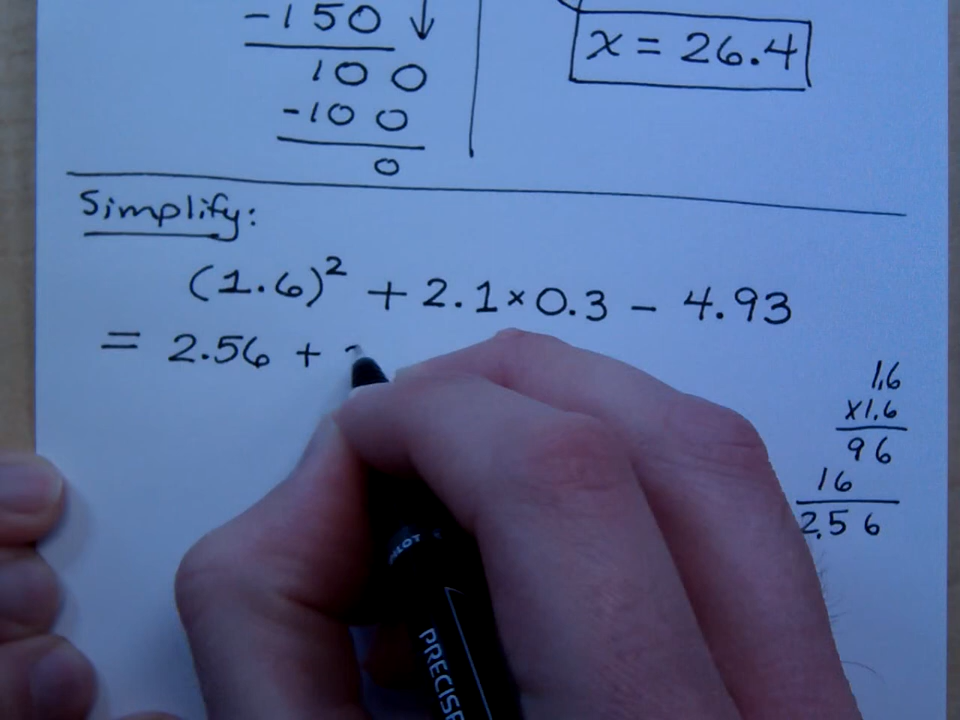 -150 ↓
100
-100
0
x = 26.4
Simplify:
(1.6)² + 2.1×0.3 - 4.93
= 2.56 +
1.6
×1.6
96
16
2.56
PILOT
PRECISE